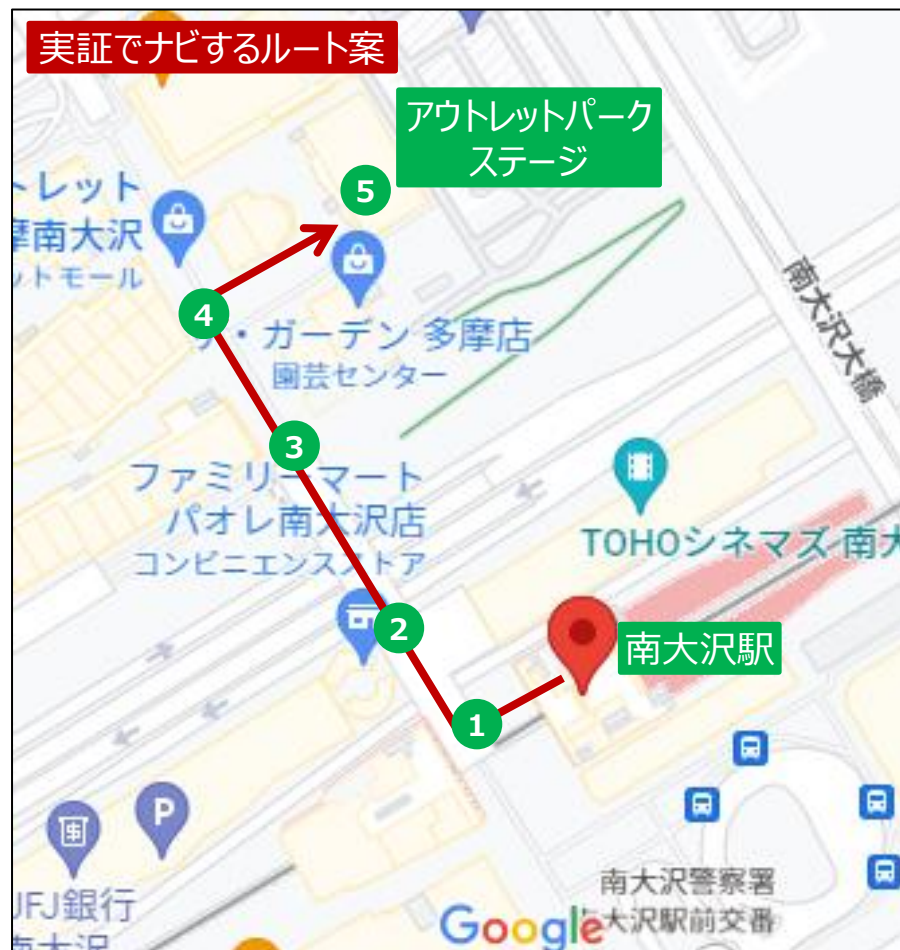 実証でナビするルート案
アウトレットパーク
ステージ
5
トレット
摩南大沢
ットモール
4
・ガーデン 多摩店
園芸センター
南大沢大橋
3
ファミリーマート
パオレ南大沢店
コンビニエンスストア
TOHOシネマズ 南大
2
南大沢駅
1
P
南大沢警察署
大沢駅前交番
UFJ銀行
南大沢
Google